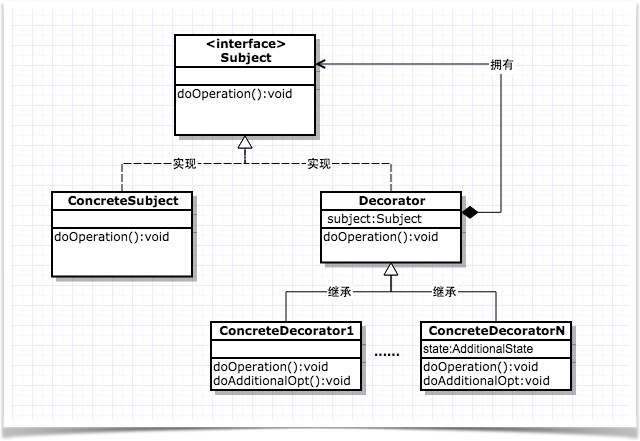 <interface>
Subject
doOperation():void
拥有
实现
实现
ConcreteSubject
doOperation():void
Decorator
subject:Subject
doOperation():void
继承
继承
ConcreteDecorator1
doOperation():void
doAdditionalOpt():void
......
ConcreteDecoratorN
state:AdditionalState
doOperation():void
doAdditionalOpt:void